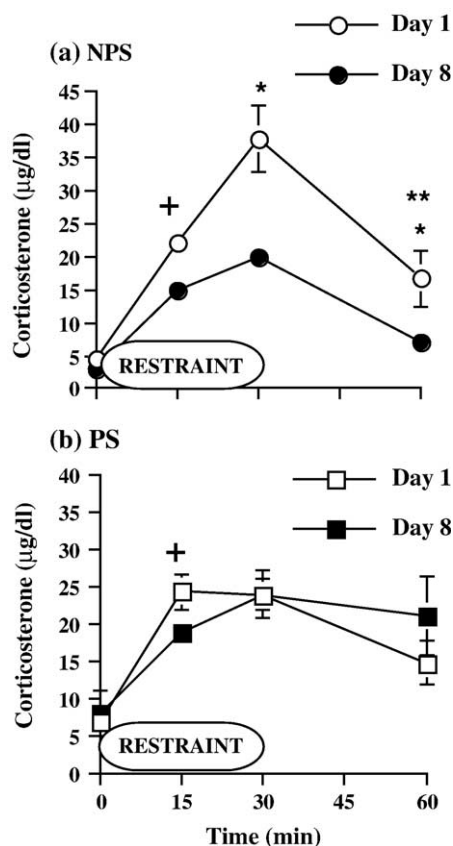 (a) NPS
Day 1
Day 8
Corticosterone (μg/dl)
45
40
35
30
25
20
15
10
5
0
*
+
**
*
RESTRAINT
(b) PS
Day 1
Day 8
Corticosterone (μg/dl)
40
35
30
25
20
15
10
5
0
+
RESTRAINT
0 15 30 45 60
Time (min)